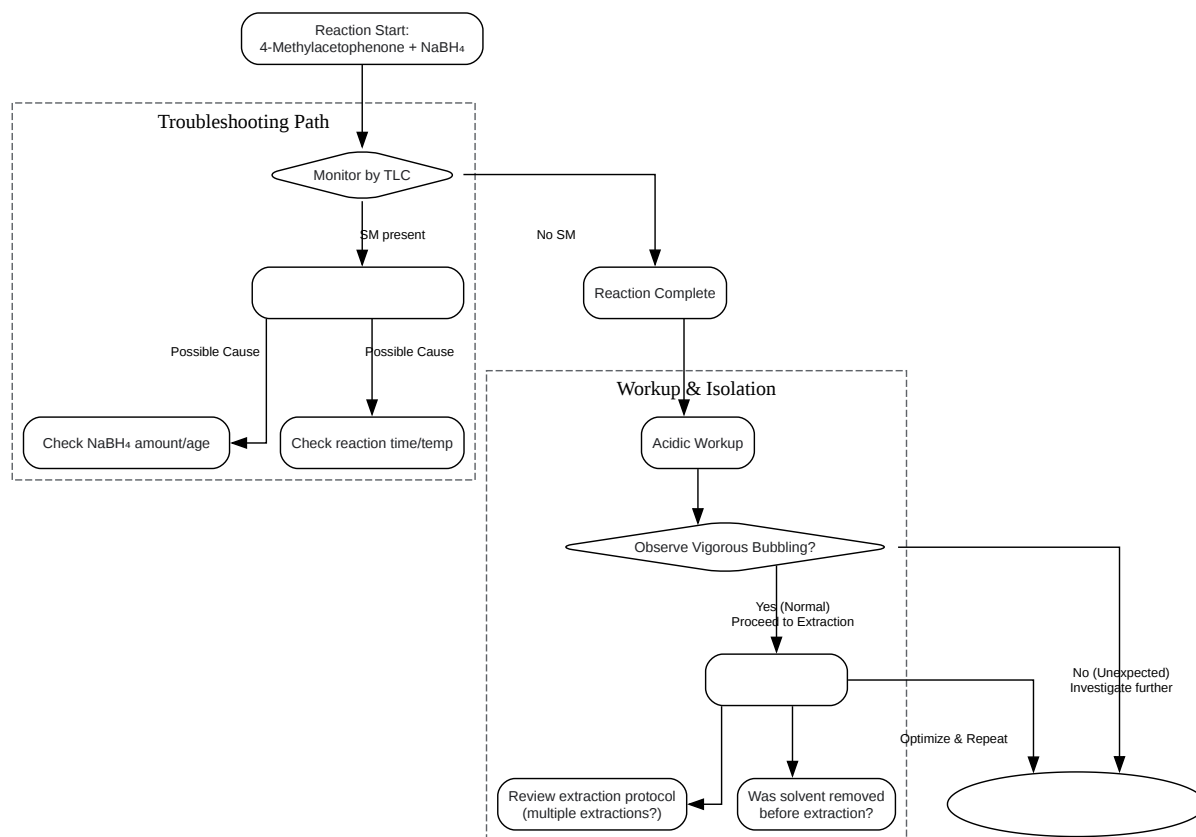 Reaction Start:
4-Methylacetophenone + NaBH₄
Troubleshooting Path
Monitor by TLC
SM present
No SM
Reaction Complete
Possible Cause
Possible Cause
Workup & Isolation
Check NaBH₄ amount/age
Check reaction time/temp
Acidic Workup
Observe Vigorous Bubbling?
Yes (Normal)
Proceed to Extraction
No (Unexpected)
Investigate further
Optimize & Repeat
Review extraction protocol
(multiple extractions?)
Was solvent removed
before extraction?